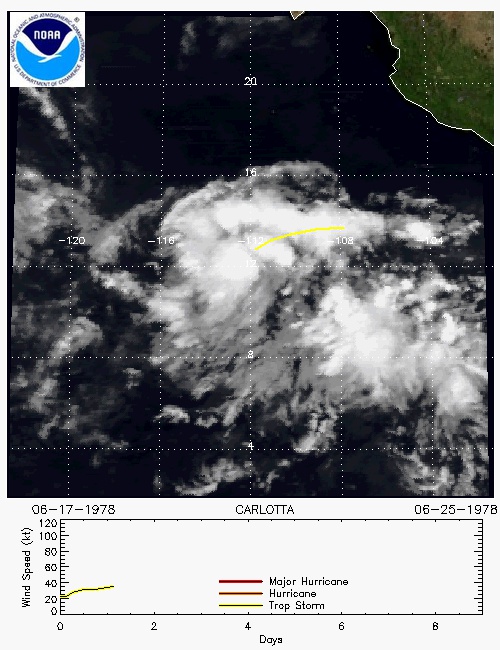 NATIONAL OCEANIC AND ATMOSPHERIC ADMINISTRATION
NOAA
U.S. DEPARTMENT OF COMMERCE
20
16
-120 -116 -112 -108 -104
12
8
4
06-17-1978 CARLOTTA 06-25-1978
Wind Speed (kt)
120
100
80
60
40
20
0
Major Hurricane
Hurricane
Trop Storm
0 2 4 6 8
Days